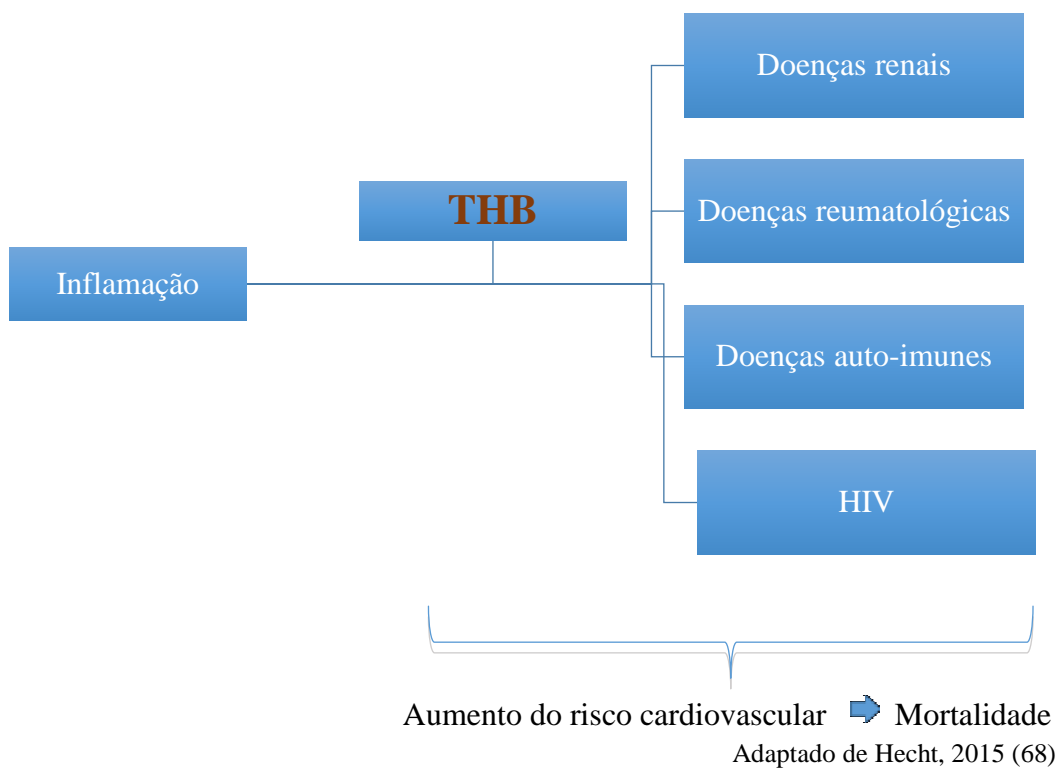 Doenças renais
THB
Doenças reumatológicas
Inflamação
Doenças auto-imunes
HIV
Aumento do risco cardiovascular Mortalidade
Adaptado de Hecht, 2015 (68)